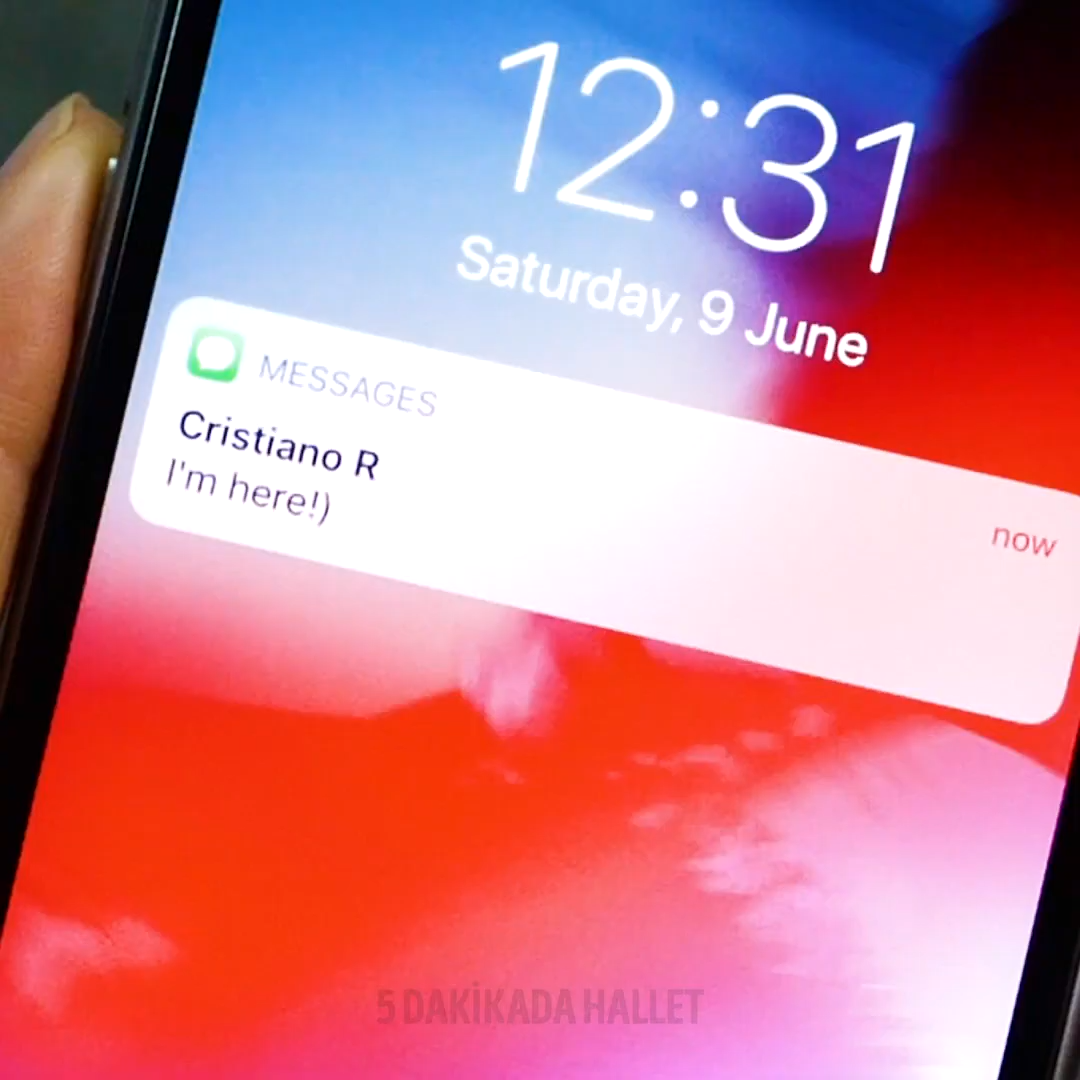 12:31
Saturday, 9 June
MESSAGES
Cristiano R
I'm here!)
now
5 DAKİKADA HALLET